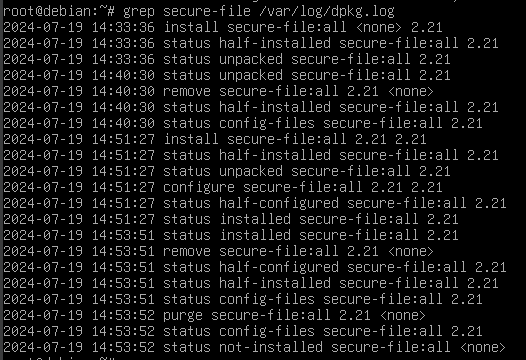 root@debian:~# grep secure-file /var/log/dpkg.log
2024-07-19 14:33:36 install secure-file:all <none> 2.21
2024-07-19 14:33:36 status half-installed secure-file:all 2.21
2024-07-19 14:33:36 status unpacked secure-file:all 2.21
2024-07-19 14:40:30 status unpacked secure-file:all 2.21
2024-07-19 14:40:30 remove secure-file:all 2.21 <none>
2024-07-19 14:40:30 status half-installed secure-file:all 2.21
2024-07-19 14:40:30 status config-files secure-file:all 2.21
2024-07-19 14:51:27 install secure-file:all 2.21 2.21
2024-07-19 14:51:27 status half-installed secure-file:all 2.21
2024-07-19 14:51:27 status unpacked secure-file:all 2.21
2024-07-19 14:51:27 configure secure-file:all 2.21 2.21
2024-07-19 14:51:27 status half-configured secure-file:all 2.21
2024-07-19 14:51:27 status installed secure-file:all 2.21
2024-07-19 14:53:51 status installed secure-file:all 2.21
2024-07-19 14:53:51 remove secure-file:all 2.21 <none>
2024-07-19 14:53:51 status half-configured secure-file:all 2.21
2024-07-19 14:53:51 status half-installed secure-file:all 2.21
2024-07-19 14:53:51 status config-files secure-file:all 2.21
2024-07-19 14:53:52 purge secure-file:all 2.21 <none>
2024-07-19 14:53:52 status config-files secure-file:all 2.21
2024-07-19 14:53:52 status not-installed secure-file:all <none>
root@debian:~#